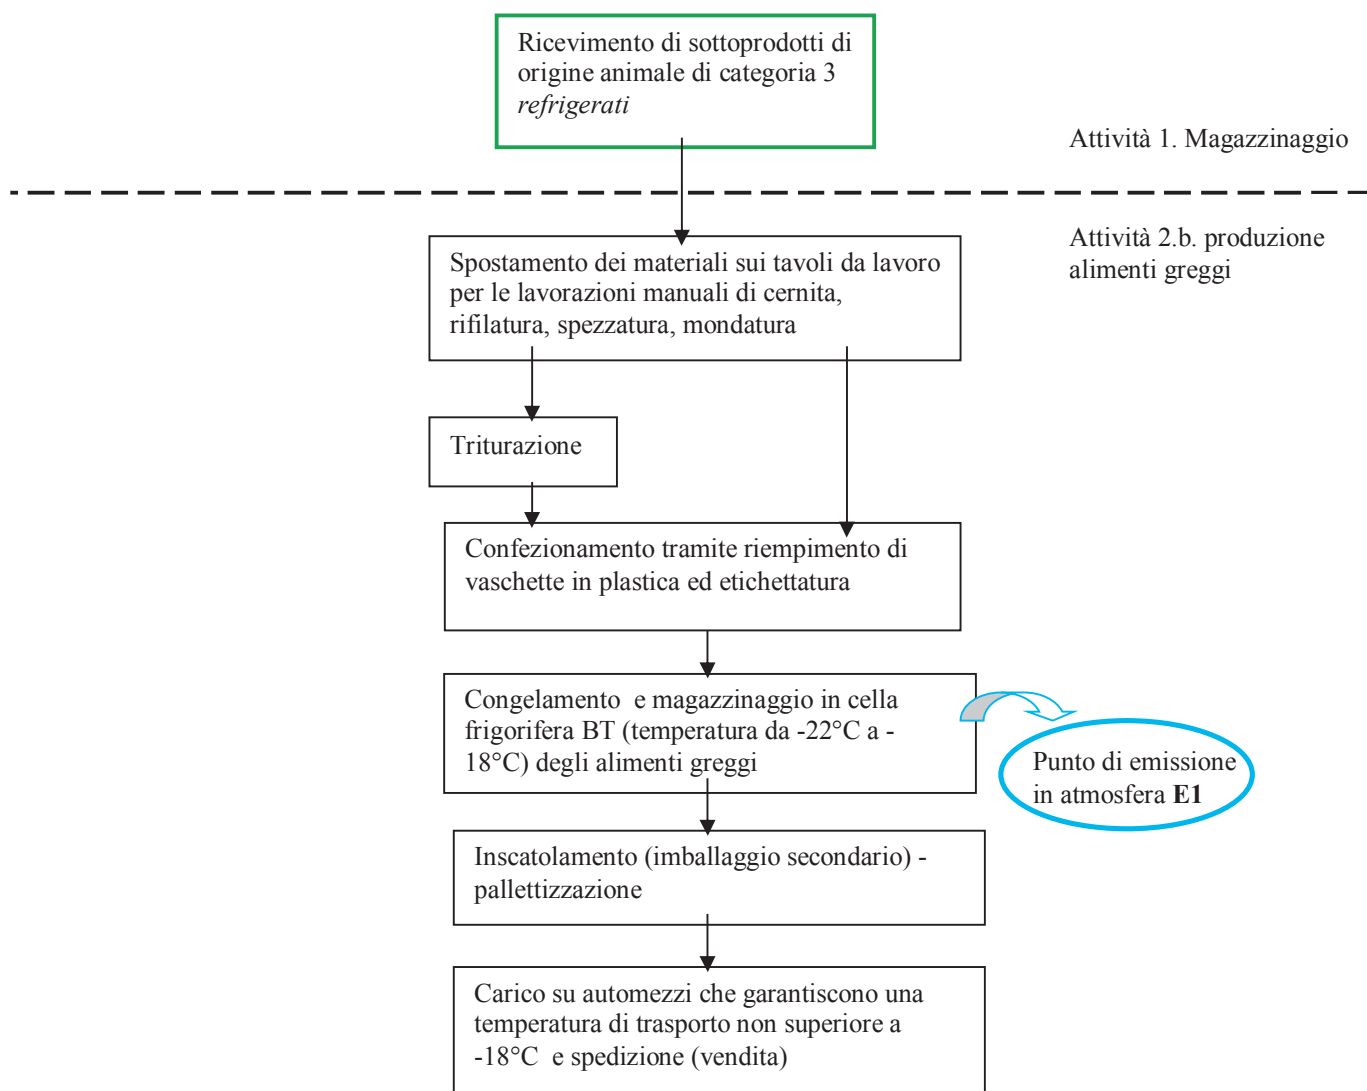 Ricevimento di sottoprodotti di
origine animale di categoria 3
refrigerati
Attività 1. Magazzinaggio
Attività 2.b. produzione
alimenti greggi
Spostamento dei materiali sui tavoli da lavoro
per le lavorazioni manuali di cernita,
rifilatura, spezzatura, mondatura
Triturazione
Confezionamento tramite riempimento di
vaschette in plastica ed etichettatura
Congelamento  e magazzinaggio in cella
frigorifera BT (temperatura da -22°C a -
18°C) degli alimenti greggi
Punto di emissione
in atmosfera E1
Inscatolamento (imballaggio secondario) -
pallettizzazione
Carico su automezzi che garantiscono una
temperatura di trasporto non superiore a
-18°C  e spedizione (vendita)